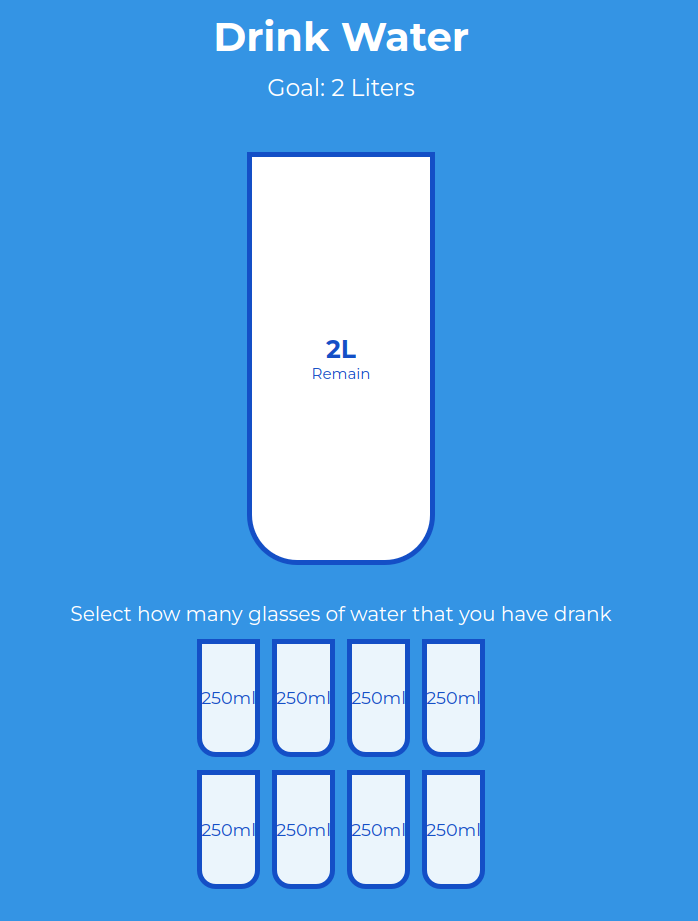 Drink Water
Goal: 2 Liters
2L
Remain
Select how many glasses of water that you have drank
250ml 250ml 250ml 250ml
250ml 250ml 250ml 250ml